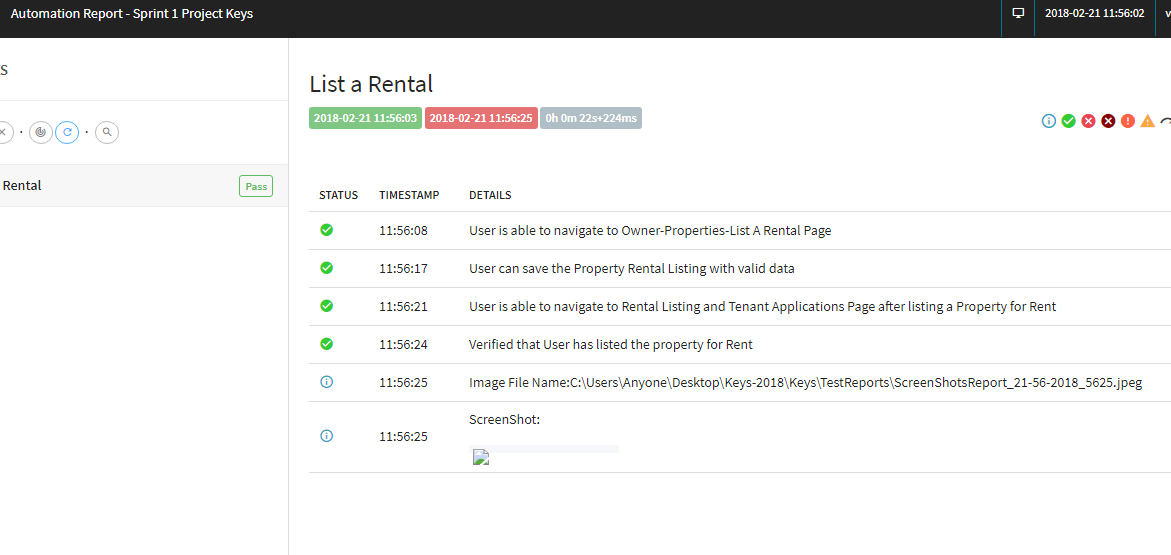 Automation Report - Sprint 1 Project Keys
2018-02-21 11:56:02
v
s
List a Rental
2018-02-21 11:56:03 2018-02-21 11:56:25 0h 0m 22s+224ms
Rental
Pass
STATUS TIMESTAMP DETAILS
11:56:08 User is able to navigate to Owner-Properties-List A Rental Page
11:56:17 User can save the Property Rental Listing with valid data
11:56:21 User is able to navigate to Rental Listing and Tenant Applications Page after listing a Property for Rent
11:56:24 Verified that User has listed the property for Rent
11:56:25 Image File Name:C:\Users\Anyone\Desktop\Keys-2018\Keys\TestReports\ScreenShotsReport_21-56-2018_5625.jpeg
11:56:25 ScreenShot: